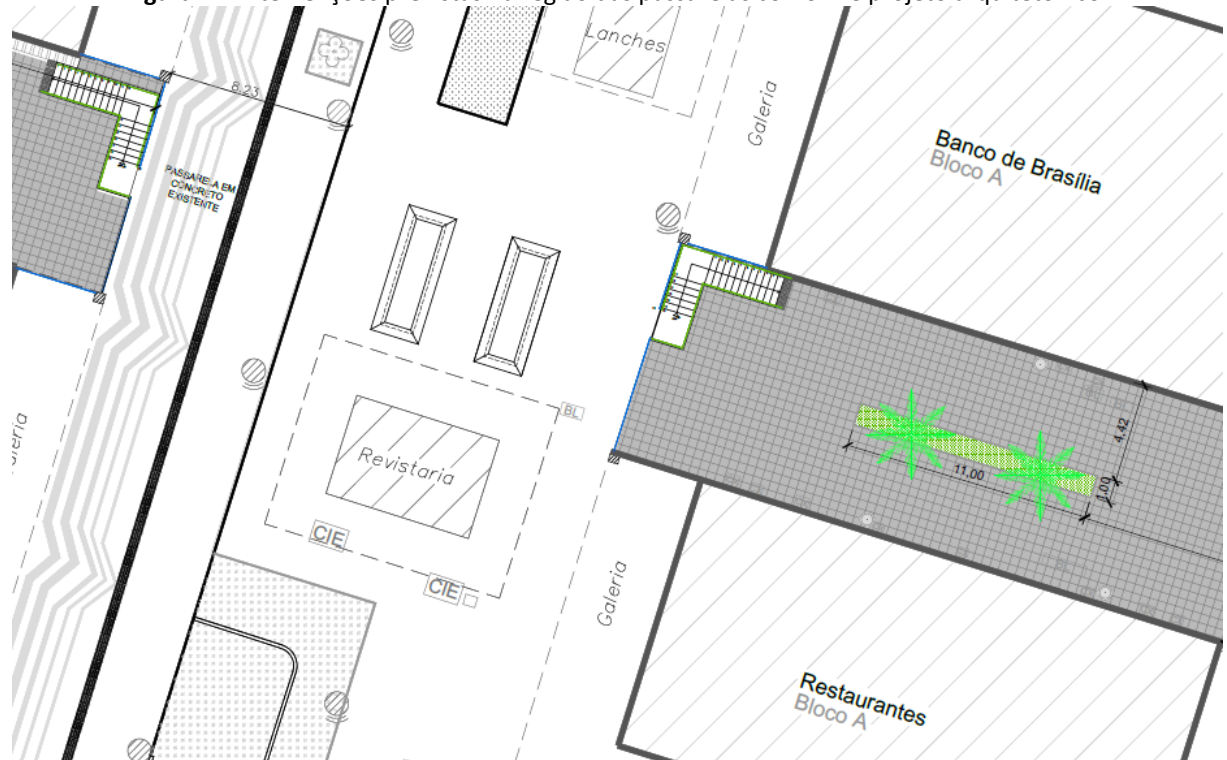 Lanches
8.23
Galeria
Banco de Brasília
Bloco A
PASSARELA EM
CONCRETO
EXISTENTE
BL
4.42
Revistaria
11.00
1.00
CIE
CIE
Galeria
Restaurantes
Bloco A